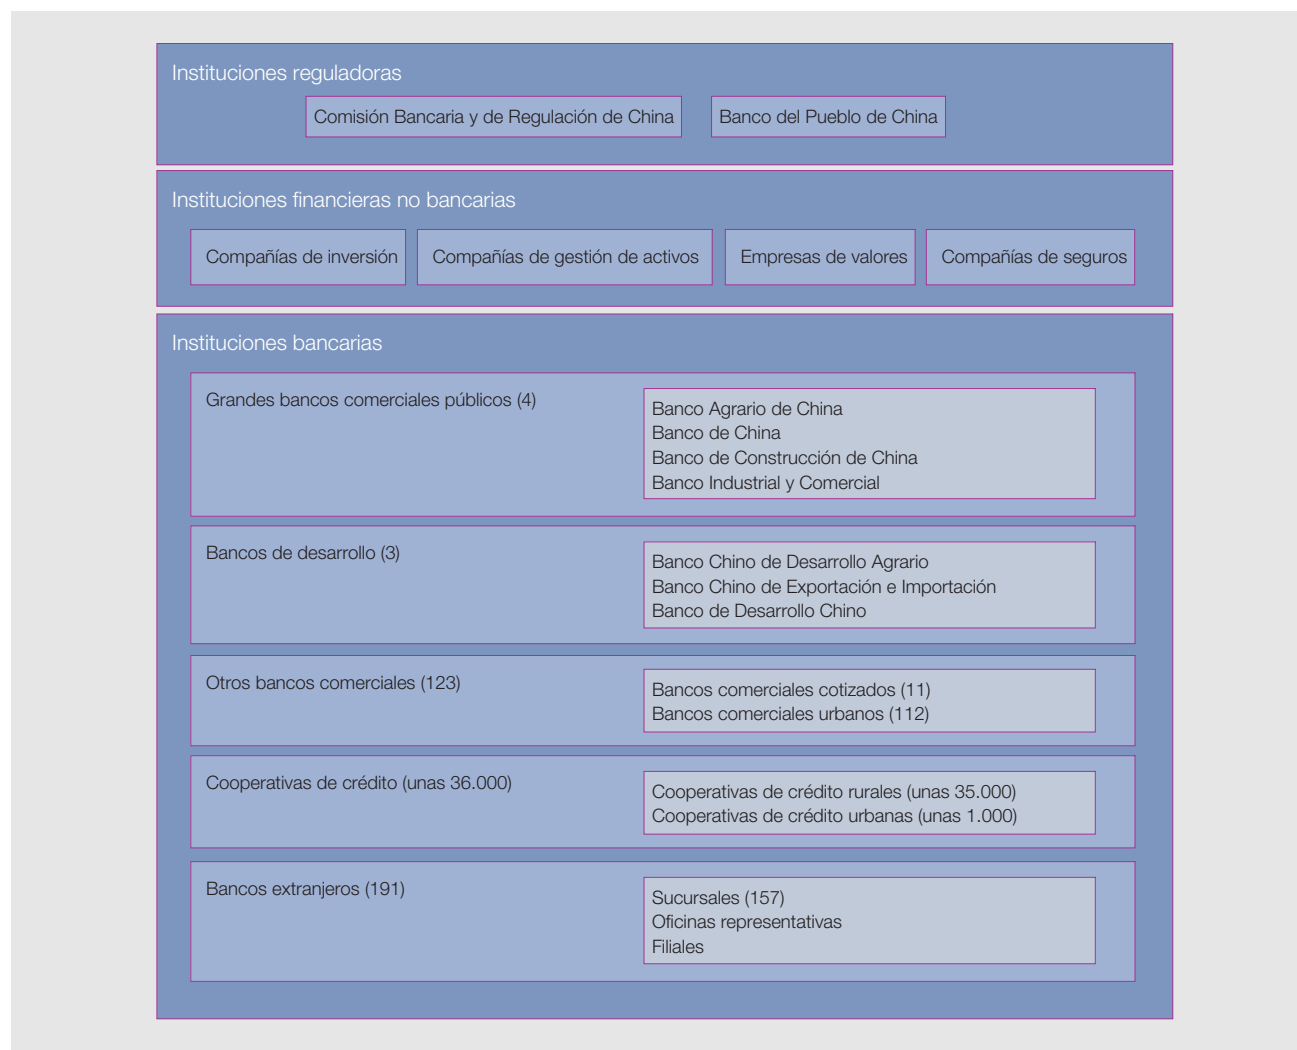 Instituciones reguladoras
Comisión Bancaria y de Regulación de China
Banco del Pueblo de China
Instituciones financieras no bancarias
Compañías de inversión
Compañías de gestión de activos
Empresas de valores
Compañías de seguros
Instituciones bancarias
Grandes bancos comerciales públicos (4)
Banco Agrario de China
Banco de China
Banco de Construcción de China
Banco Industrial y Comercial
Bancos de desarrollo (3)
Banco Chino de Desarrollo Agrario
Banco Chino de Exportación e Importación
Banco de Desarrollo Chino
Otros bancos comerciales (123)
Bancos comerciales cotizados (11)
Bancos comerciales urbanos (112)
Cooperativas de crédito (unas 36.000)
Cooperativas de crédito rurales (unas 35.000)
Cooperativas de crédito urbanas (unas 1.000)
Bancos extranjeros (191)
Sucursales (157)
Oficinas representativas
Filiales